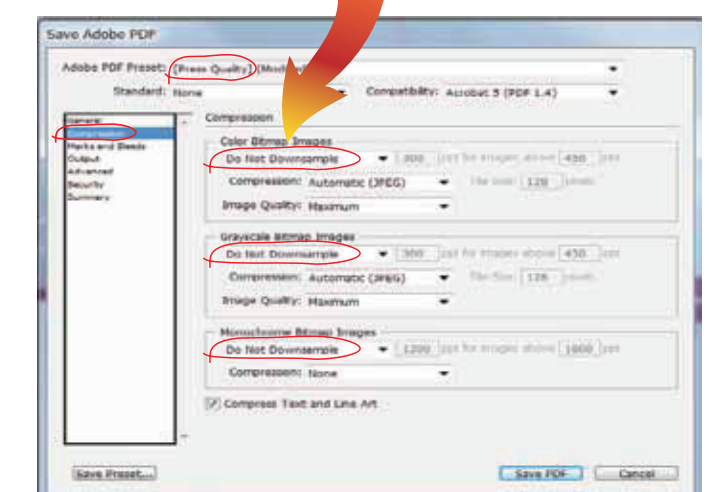 Save Adobe PDF
Adobe PDF Preset: [Press Quality]
Standard: None
Compatibility: Acrobat 5 (PDF 1.4)
General
Compression
Marks and Bleeds
Output
Advanced
Security
Summary
Compression
Color Bitmap Images
Do Not Downsample 300 ppi for images above 450 ppi
Compression: Automatic (JPEG) Tile Size: 128 pixels
Image Quality: Maximum
Grayscale Bitmap Images
Do Not Downsample 300 ppi for images above 450 ppi
Compression: Automatic (JPEG) Tile Size: 128 pixels
Image Quality: Maximum
Monochrome Bitmap Images
Do Not Downsample 1200 ppi for images above 1800 ppi
Compression: None
Compress Text and Line Art
Save Preset...
Save PDF
Cancel